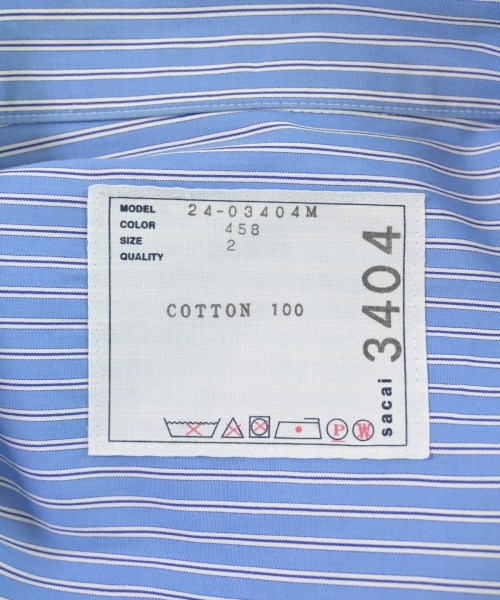 MODEL 24-03404M
COLOR 458
SIZE 2
QUALITY
COTTON 100
P W
sacai 3404